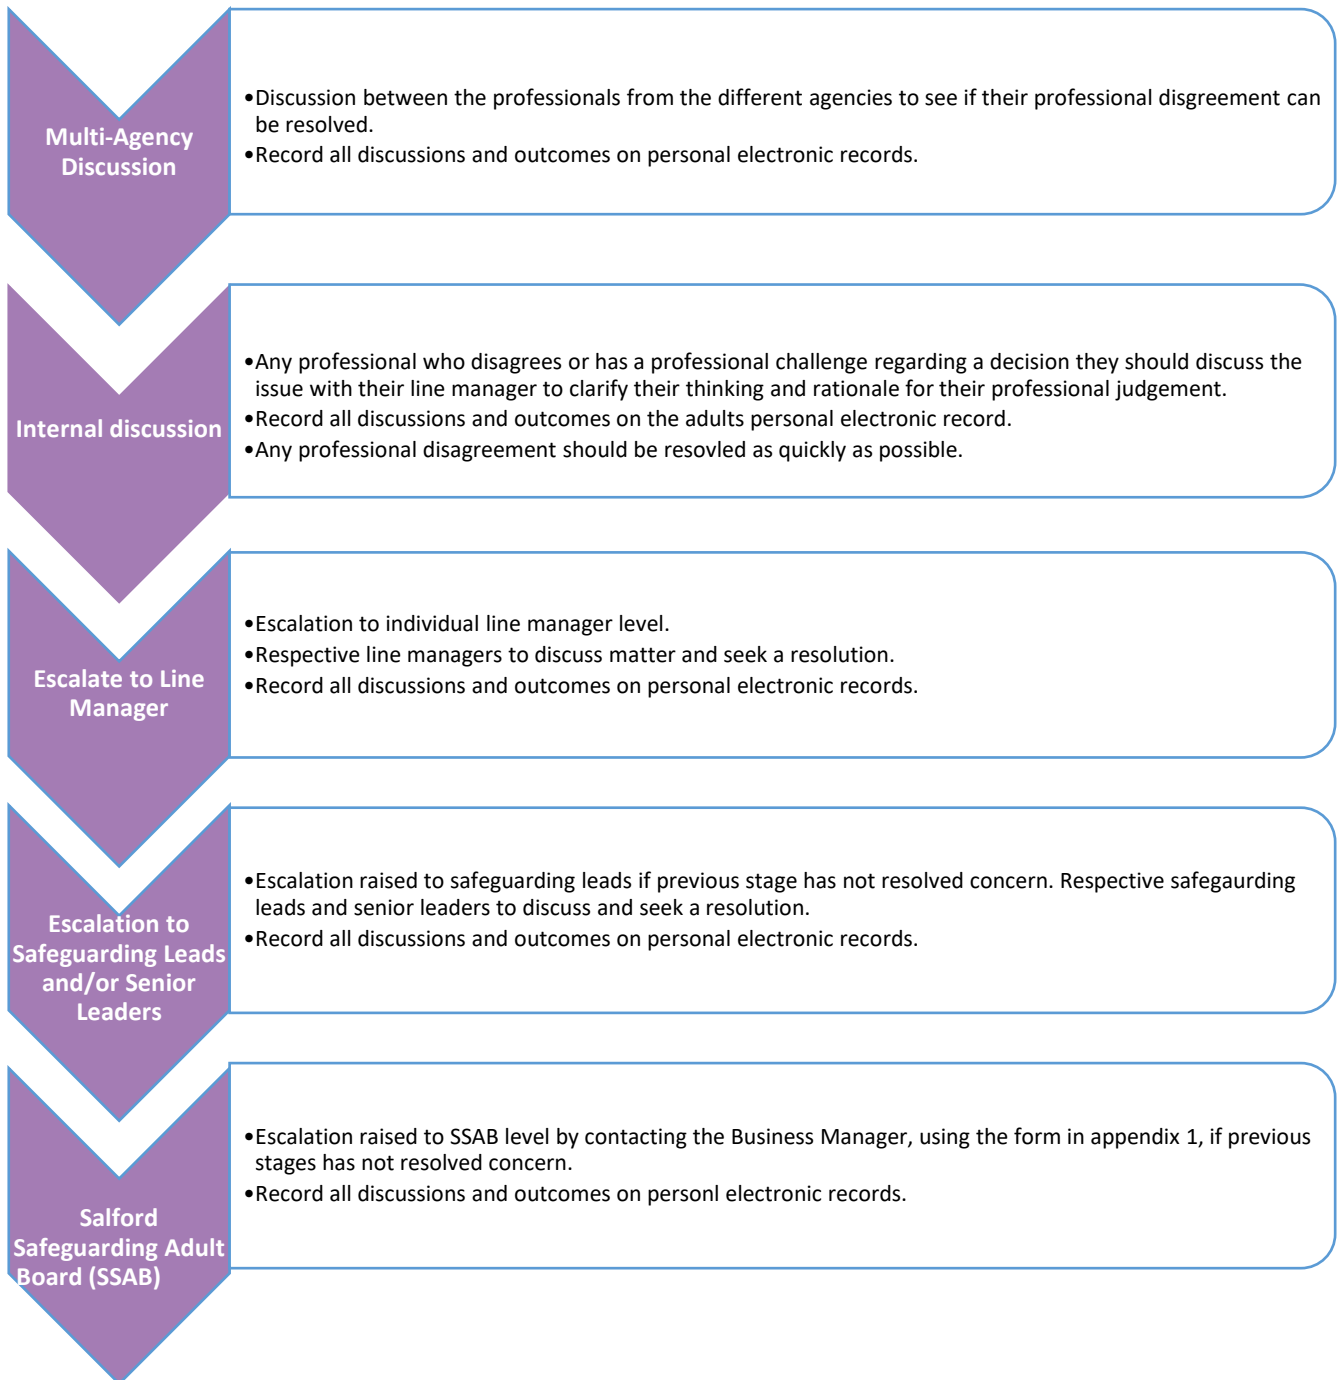 Multi-Agency
Discussion
•Discussion between the professionals from the different agencies to see if their professional disgreement can
be resolved.
•Record all discussions and outcomes on personal electronic records.
Internal discussion
•Any professional who disagrees or has a professional challenge regarding a decision they should discuss the
issue with their line manager to clarify their thinking and rationale for their professional judgement.
•Record all discussions and outcomes on the adults personal electronic record.
•Any professional disagreement should be resovled as quickly as possible.
Escalate to Line
Manager
•Escalation to individual line manager level.
•Respective line managers to discuss matter and seek a resolution.
•Record all discussions and outcomes on personal electronic records.
Escalation to
Safeguarding Leads
and/or Senior
Leaders
•Escalation raised to safeguarding leads if previous stage has not resolved concern. Respective safegaurding
leads and senior leaders to discuss and seek a resolution.
•Record all discussions and outcomes on personal electronic records.
Salford
Safeguarding Adult
Board (SSAB)
•Escalation raised to SSAB level by contacting the Business Manager, using the form in appendix 1, if previous
stages has not resolved concern.
•Record all discussions and outcomes on personl electronic records.